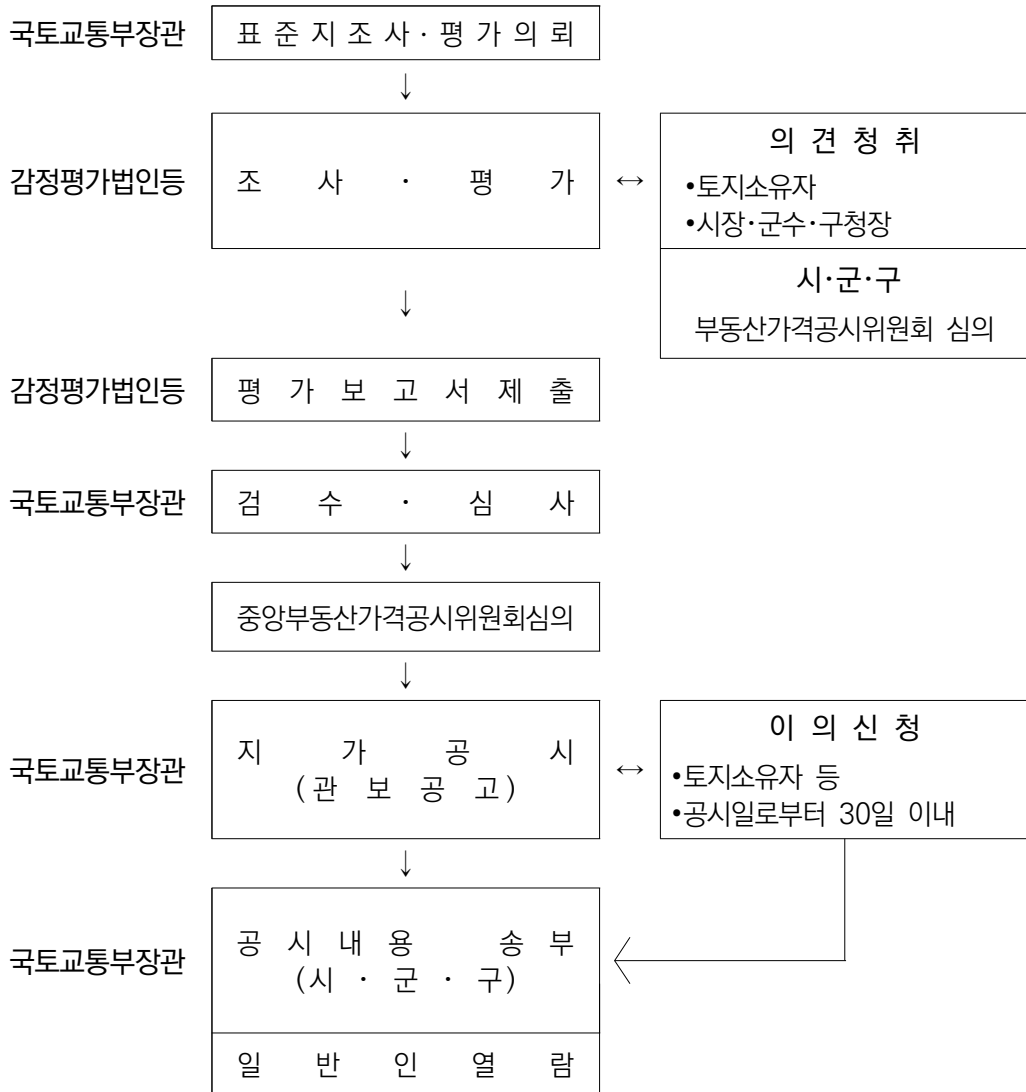 국토교통부장관
표준지조사·평가의뢰
↓
감정평가법인등
조사·평가
↔
의견청취
•토지소유자
•시장·군수·구청장
시·군·구
부동산가격공시위원회 심의
↓
감정평가법인등
평가보고서제출
↓
국토교통부장관
검수·심사
↓
중앙부동산가격공시위원회심의
↓
국토교통부장관
지가공시
(관보공고)
↔
이의신청
•토지소유자 등
•공시일로부터 30일 이내
↓
국토교통부장관
공시내용 송부
(시·군·구)
일반인열람